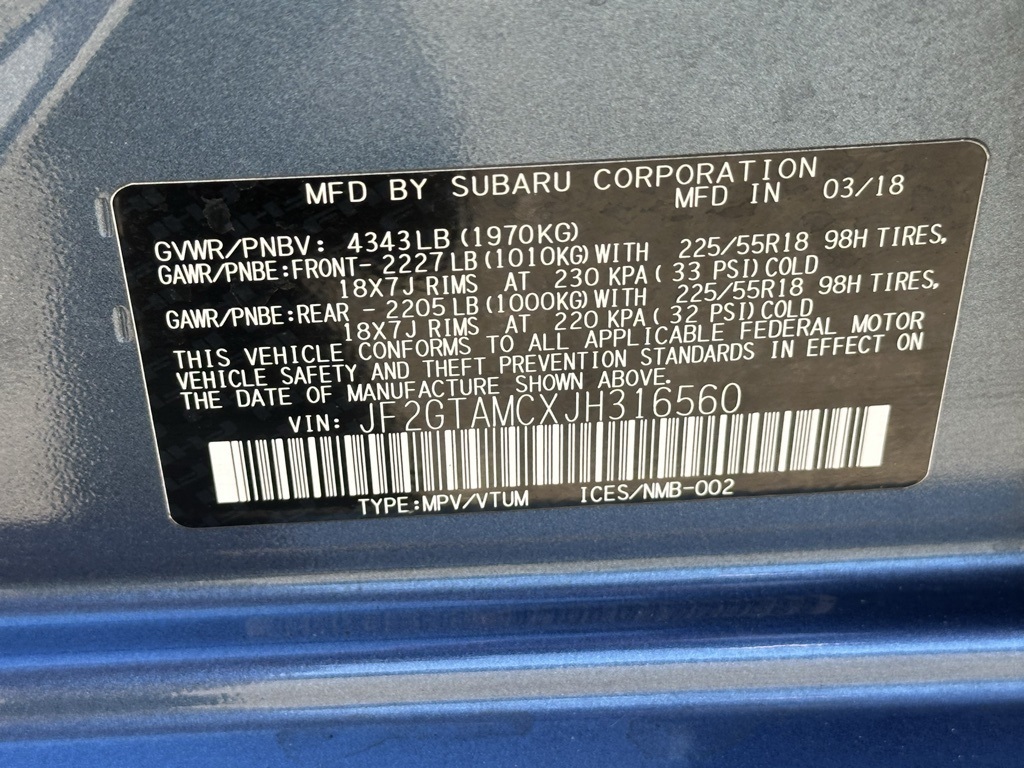 MFD BY SUBARU CORPORATION
MFD IN 03/18
GVWR/PNBV: 4343LB (1970KG)
GAWR/PNBE:FRONT- 2227LB (1010KG) WITH 225/55R18 98H TIRES,
18X7J RIMS AT 230 KPA ( 33 PSI) COLD
GAWR/PNBE:REAR - 2205LB (1000KG) WITH 225/55R18 98H TIRES,
18X7J RIMS AT 220 KPA ( 32 PSI) COLD
THIS VEHICLE CONFORMS TO ALL APPLICABLE FEDERAL MOTOR
VEHICLE SAFETY AND THEFT PREVENTION STANDARDS IN EFFECT ON
THE DATE OF MANUFACTURE SHOWN ABOVE.
VIN: JF2GTAMCXJH316560
TYPE:MPV/VTUM ICES/NMB-002